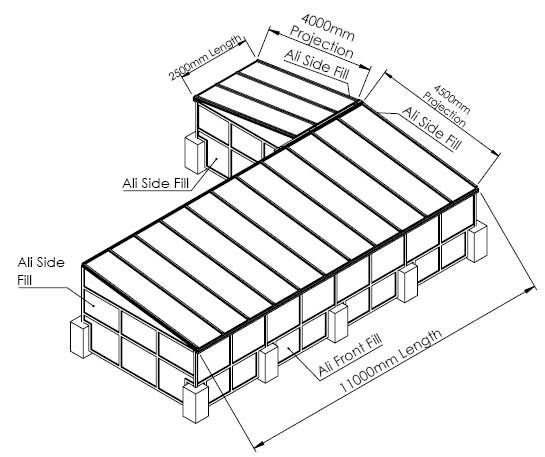 4000mm
Projection
2500mm Length
Ali Side Fill
4500mm
Projection
Ali Side Fill
Ali Side Fill
Ali Side
Fill
Ali Front Fill
11000mm Length